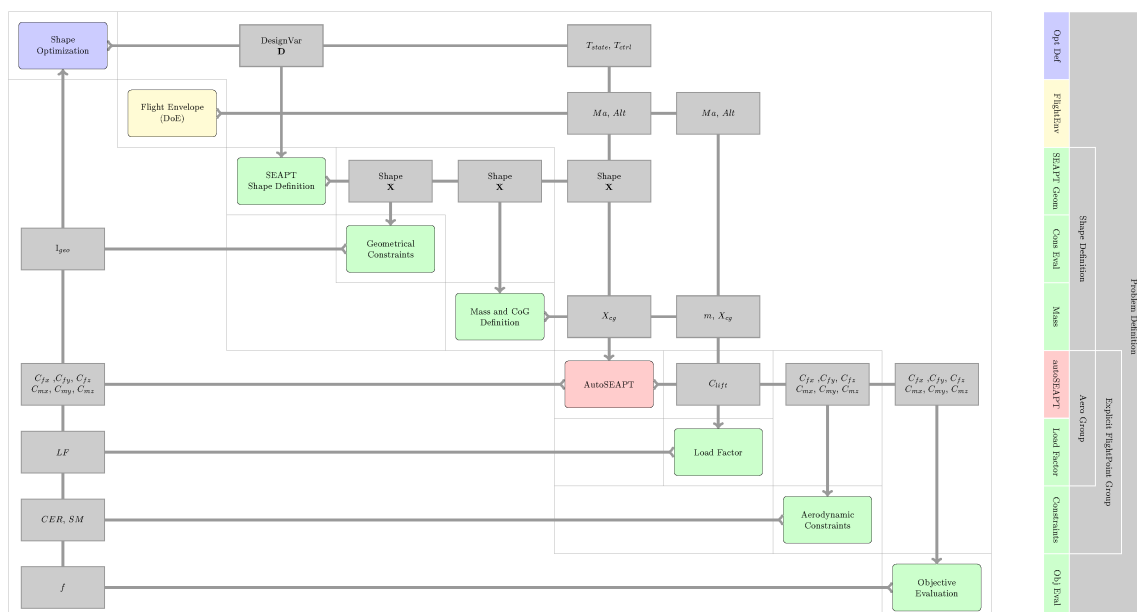 Shape
Optimization
DesignVar
D
T_state, T_ctrl
Flight Envelope
(DoE)
Ma, Alt
Ma, Alt
SEAPT
Shape Definition
Shape
X
Shape
X
Shape
X
l_geo
Geometrical
Constraints
Mass and CoG
Definition
X_cg
m, X_cg
C_fx ,C_fy, C_fz
C_mx, C_my, C_mz
AutoSEAPT
C_lift
C_fx ,C_fy, C_fz
C_mx, C_my, C_mz
C_fx ,C_fy, C_fz
C_mx, C_my, C_mz
LF
Load Factor
CER, SM
Aerodynamic
Constraints
f
Objective
Evaluation
Opt Def
FlightEnv
SEAPT Geom
Cons Eval
Mass
autoSEAPT
Load Factor
Constraints
Obj Eval
Shape Definition
Aero Group
Explicit FlightPoint Group
Problem Definition